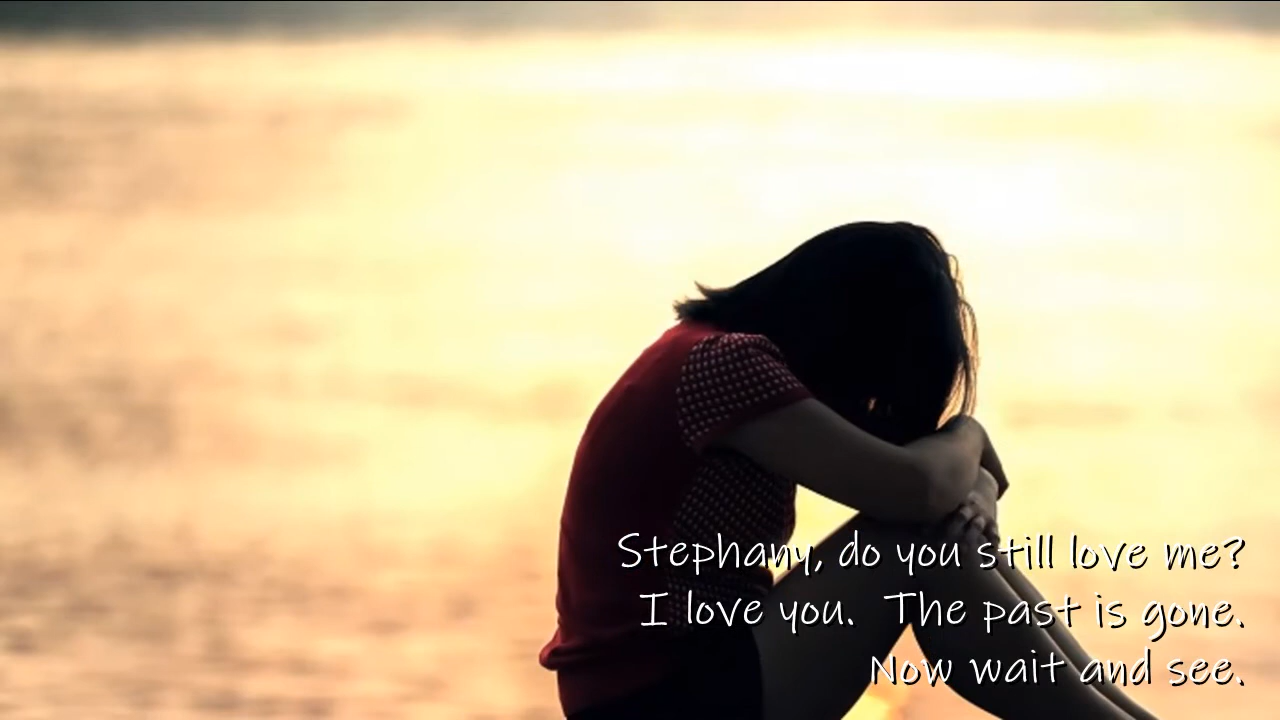 Stephany, do you still love me?
I love you. The past is gone.
Now wait and see.